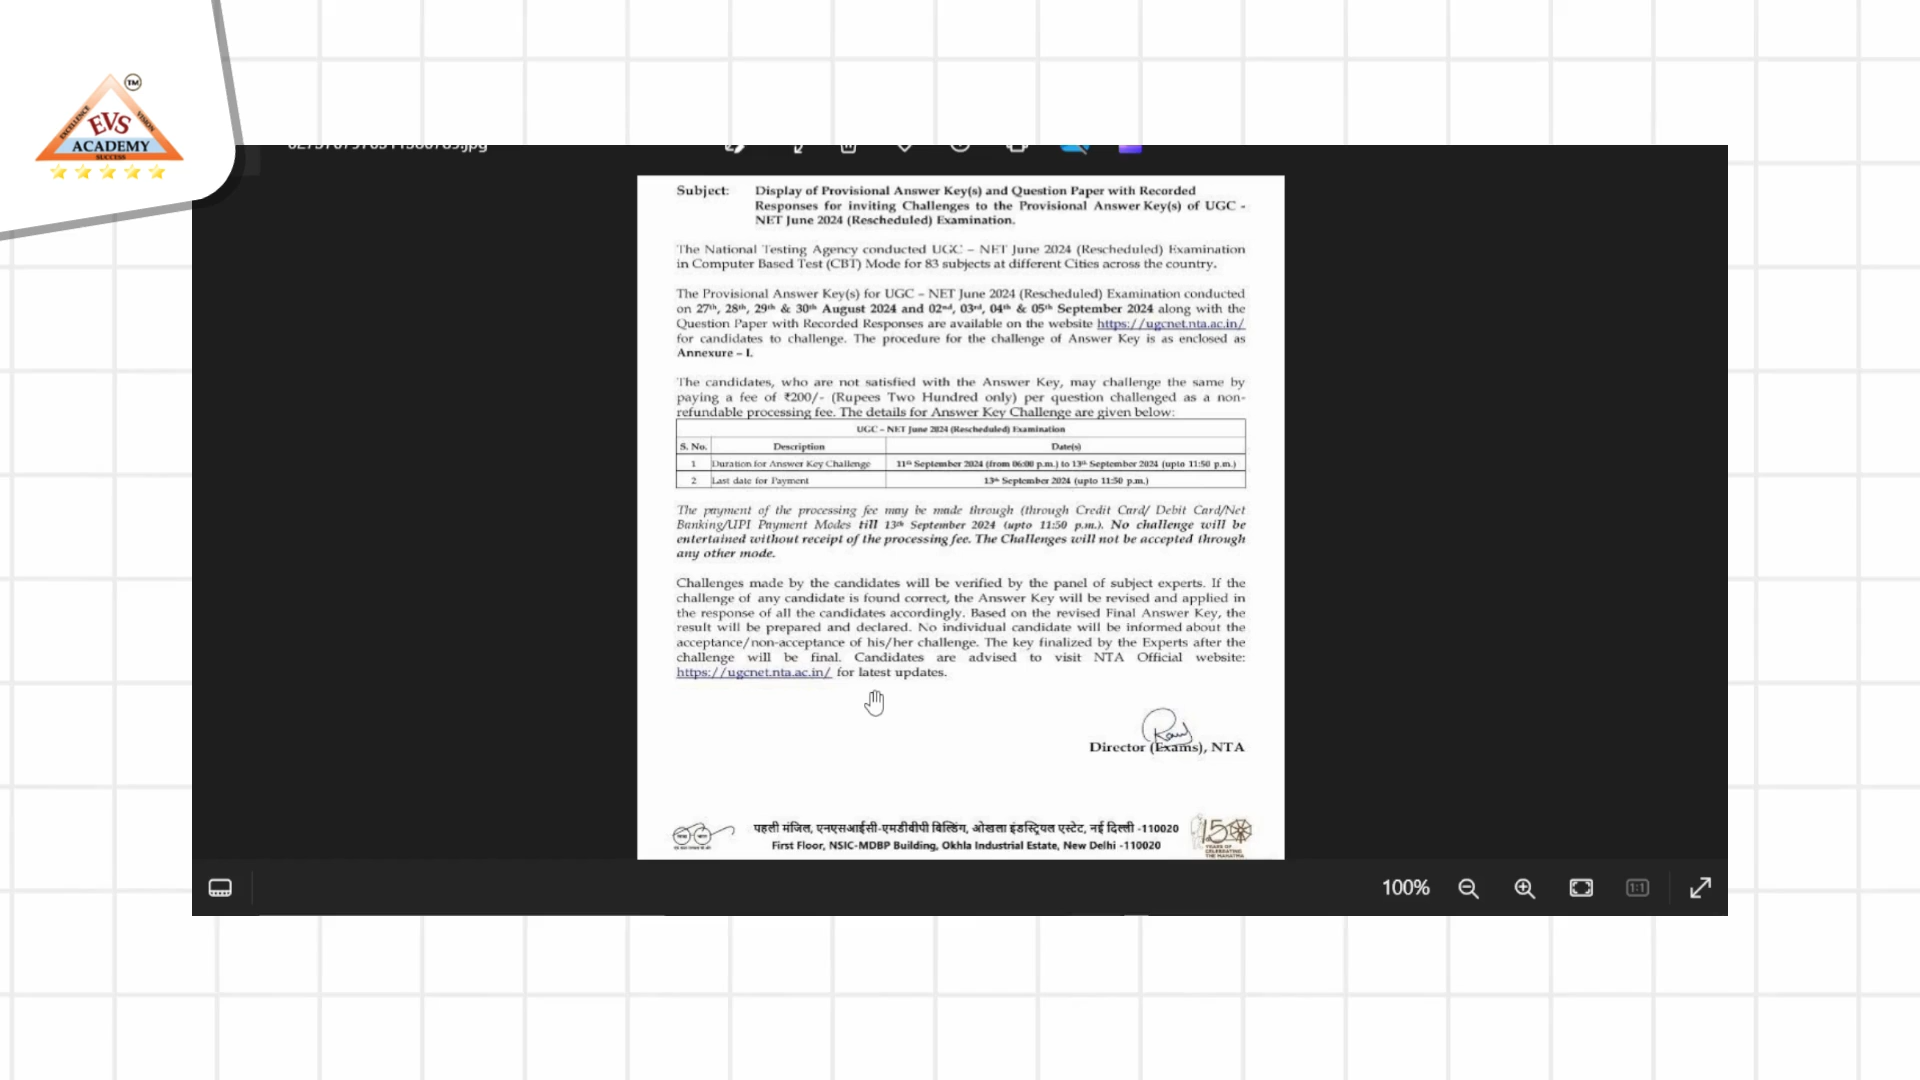 TM
EXCELLENCE
VISION
EVS
ACADEMY
SUCCESS
Subject: Display of Provisional Answer Key(s) and Question Paper with Recorded
Responses for inviting Challenges to the Provisional Answer Key(s) of UGC -
NET June 2024 (Rescheduled) Examination.
The National Testing Agency conducted UGC – NET June 2024 (Rescheduled) Examination
in Computer Based Test (CBT) Mode for 83 subjects at different Cities across the country.
The Provisional Answer Key(s) for UGC – NET June 2024 (Rescheduled) Examination conducted
on 27th, 28th, 29th & 30th August 2024 and 02nd, 03rd, 04th & 05th September 2024 along with the
Question Paper with Recorded Responses are available on the website https://ugcnet.nta.ac.in/
for candidates to challenge. The procedure for the challenge of Answer Key is as enclosed as
Annexure – I.
The candidates, who are not satisfied with the Answer Key, may challenge the same by
paying a fee of ₹200/- (Rupees Two Hundred only) per question challenged as a non-
refundable processing fee. The details for Answer Key Challenge are given below:
UGC – NET June 2024 (Rescheduled) Examination
S. No. Description Date(s)
1 Duration for Answer Key Challenge 11th September 2024 (from 06:00 p.m.) to 13th September 2024 (upto 11:50 p.m.)
2 Last date for Payment 13th September 2024 (upto 11:50 p.m.)
The payment of the processing fee may be made through (through Credit Card/ Debit Card/Net
Banking/UPI Payment Modes till 13th September 2024 (upto 11:50 p.m.). No challenge will be
entertained without receipt of the processing fee. The Challenges will not be accepted through
any other mode.
Challenges made by the candidates will be verified by the panel of subject experts. If the
challenge of any candidate is found correct, the Answer Key will be revised and applied in
the response of all the candidates accordingly. Based on the revised Final Answer Key, the
result will be prepared and declared. No individual candidate will be informed about the
acceptance/non-acceptance of his/her challenge. The key finalized by the Experts after the
challenge will be final. Candidates are advised to visit NTA Official website:
https://ugcnet.nta.ac.in/ for latest updates.
Director (Exams), NTA
पहली मंजिल, एनएसआईसी-एमडीबीपी बिल्डिंग, ओखला इंडस्ट्रियल एस्टेट, नई दिल्ली -110020
First Floor, NSIC-MDBP Building, Okhla Industrial Estate, New Delhi -110020
150
YEARS OF
CELEBRATING
THE MAHATMA
100%
1:1